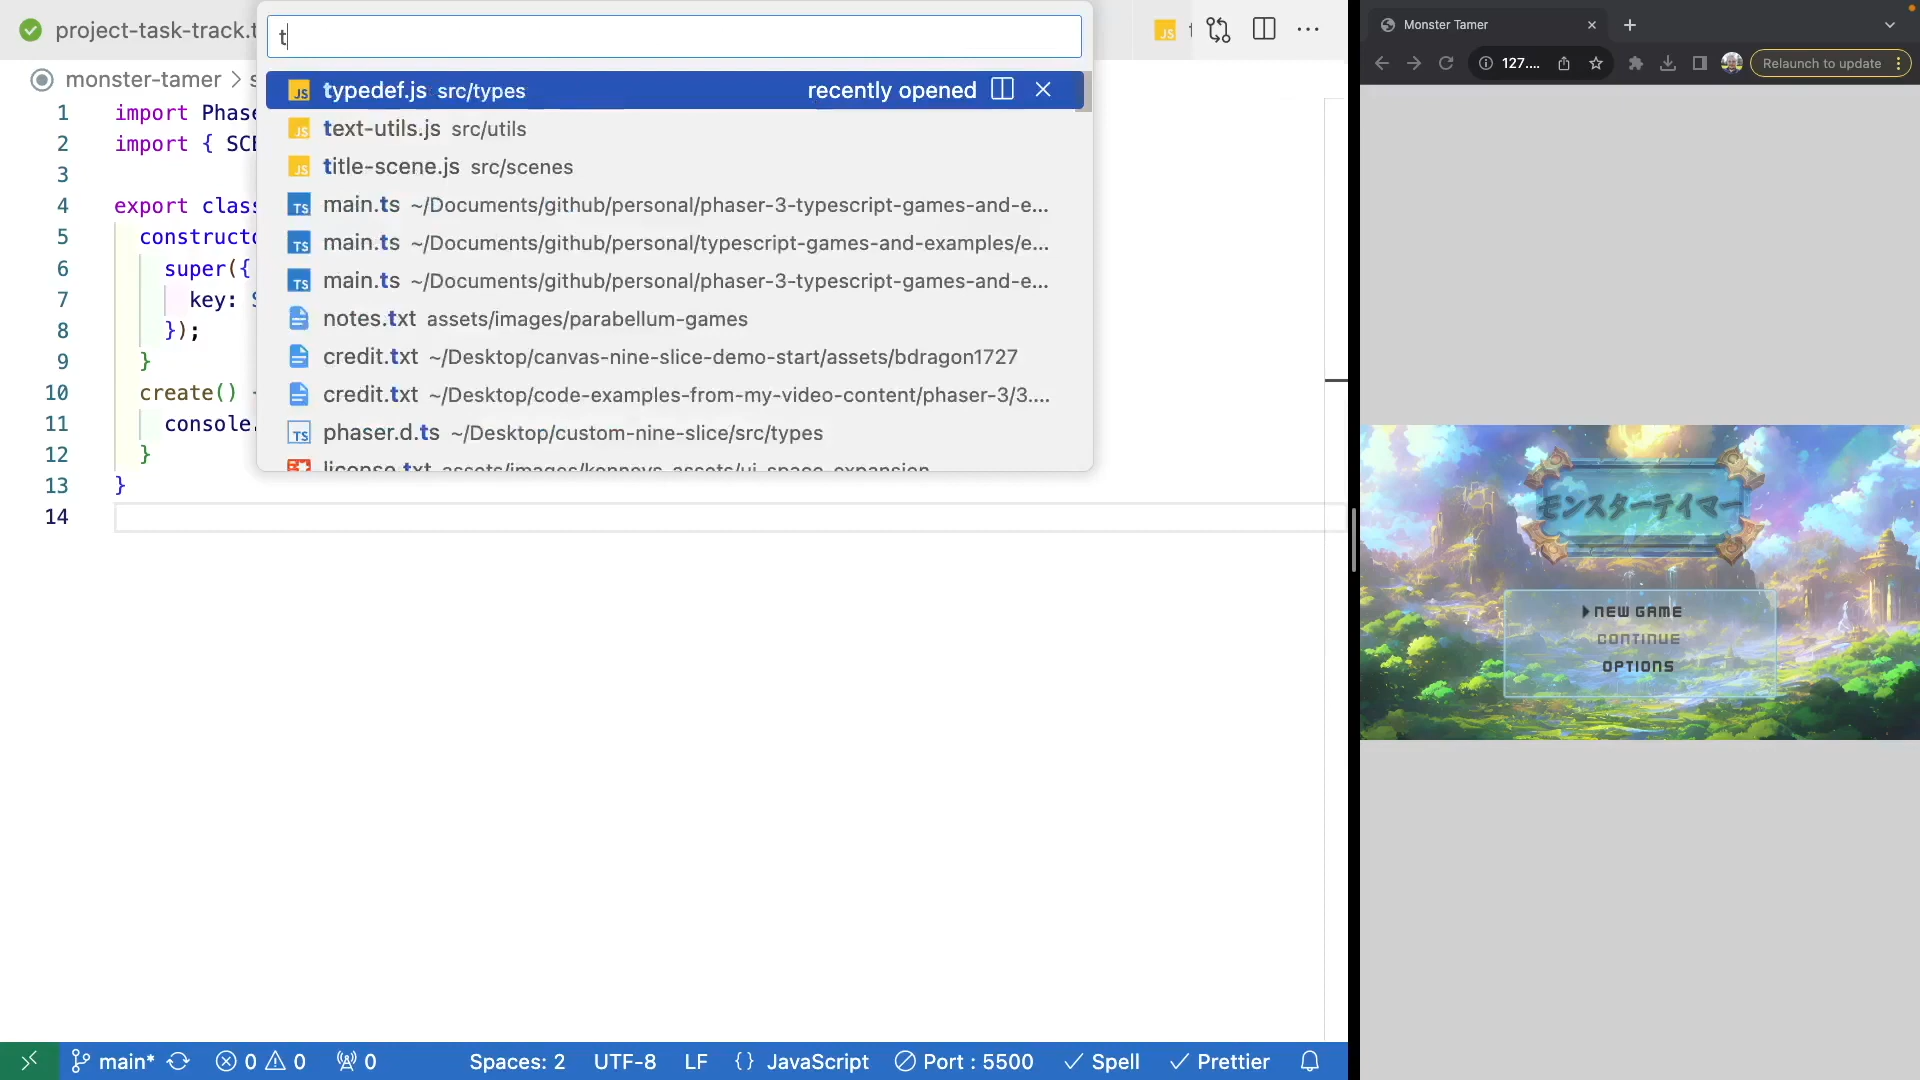 project-task-track.t
t
JS
monster-tamer > s
1 import Phase
2 import { SCE
3
4 export class
5 constructo
6 super({
7 key: S
8 });
9 }
10 create() {
11 console.
12 }
13 }
14
JS typedef.js src/types recently opened
JS text-utils.js src/utils
JS title-scene.js src/scenes
TS main.ts ~/Documents/github/personal/phaser-3-typescript-games-and-e...
TS main.ts ~/Documents/github/personal/typescript-games-and-examples/e...
TS main.ts ~/Documents/github/personal/phaser-3-typescript-games-and-e...
notes.txt assets/images/parabellum-games
credit.txt ~/Desktop/canvas-nine-slice-demo-start/assets/bdragon1727
credit.txt ~/Desktop/code-examples-from-my-video-content/phaser-3/3....
TS phaser.d.ts ~/Desktop/custom-nine-slice/src/types
license.txt assets/images/kenneys-assets/ui-space-expansion
main* 0 0 0 Spaces: 2 UTF-8 LF {} JavaScript Port : 5500 Spell Prettier
Monster Tamer
127.... Relaunch to update
モンスターテイマー
NEW GAME
CONTINUE
OPTIONS